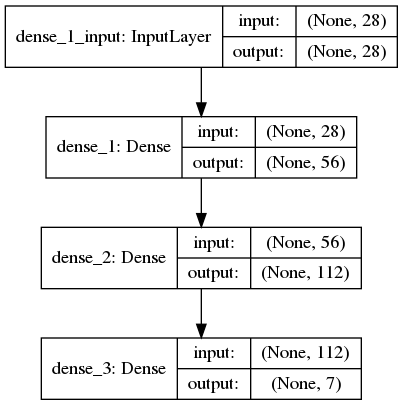 dense_1_input: InputLayer
input: (None, 28)
output: (None, 28)
dense_1: Dense
input: (None, 28)
output: (None, 56)
dense_2: Dense
input: (None, 56)
output: (None, 112)
dense_3: Dense
input: (None, 112)
output: (None, 7)